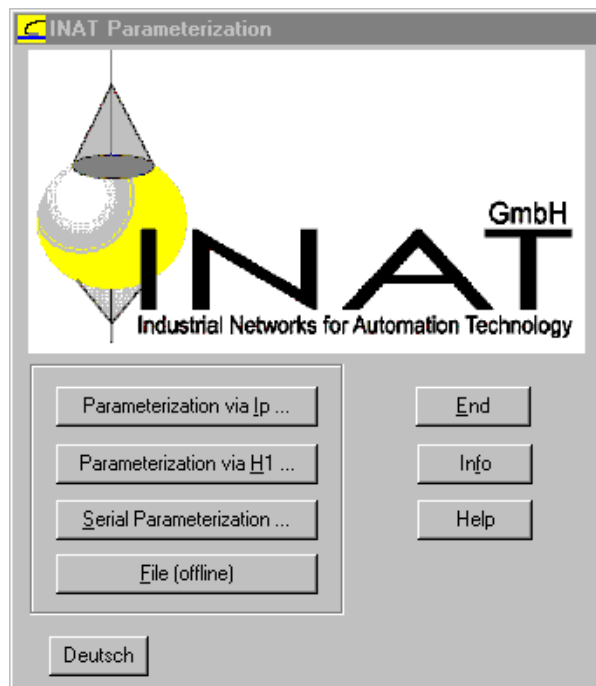 INAT Parameterization
GmbH
INAT
Industrial Networks for Automation Technology
Parameterization via Ip ...
End
Parameterization via H1 ...
Info
Serial Parameterization ...
Help
File (offline)
Deutsch